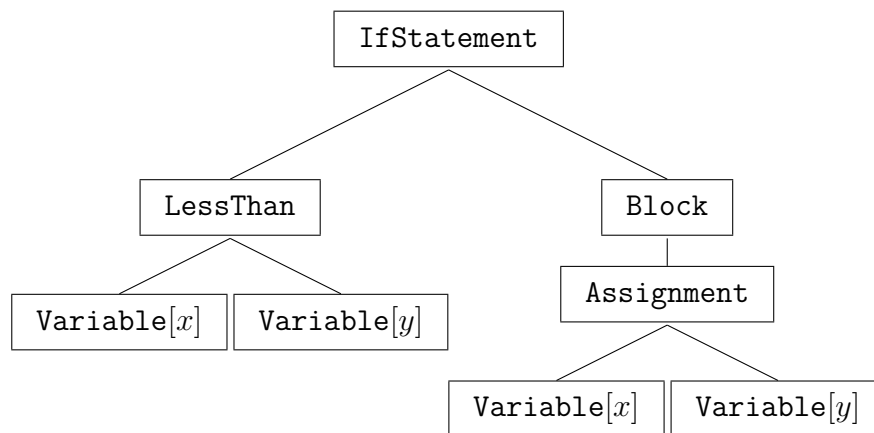 IfStatement
LessThan
Block
Variable[x]
Variable[y]
Assignment
Variable[x]
Variable[y]